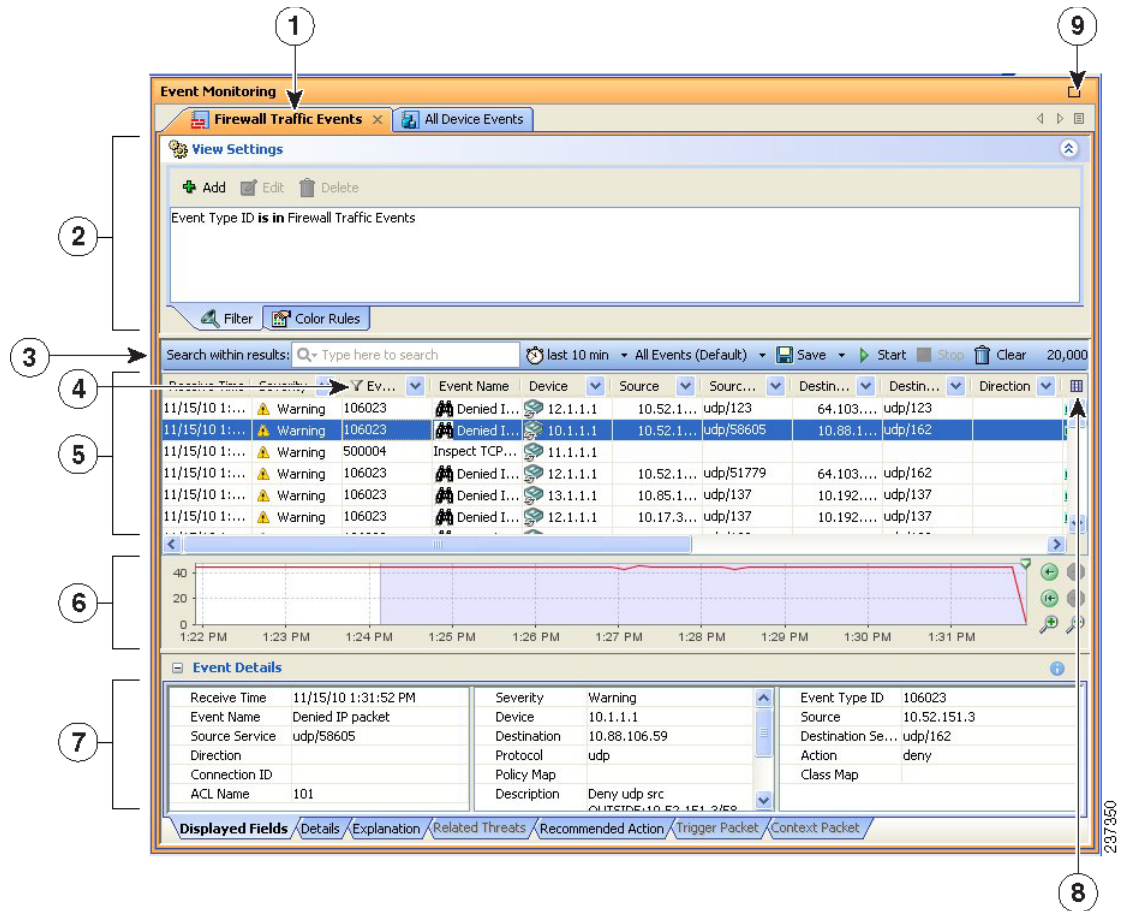 1
9
Event Monitoring
Firewall Traffic Events
All Device Events
View Settings
Add Edit Delete
Event Type ID is in Firewall Traffic Events
2
Filter Color Rules
3
Search within results: Type here to search last 10 min All Events (Default) Save Start Stop Clear 20,000
4
Receive Time Severity Ev... Event Name Device Source Sourc... Destin... Destin... Direction
11/15/10 1:... Warning 106023 Denied I... 12.1.1.1 10.52.1... udp/123 64.103.... udp/123
11/15/10 1:... Warning 106023 Denied I... 10.1.1.1 10.52.1... udp/58605 10.88.1... udp/162
5
11/15/10 1:... Warning 500004 Inspect TCP... 11.1.1.1
11/15/10 1:... Warning 106023 Denied I... 12.1.1.1 10.52.1... udp/51779 64.103.... udp/162
11/15/10 1:... Warning 106023 Denied I... 13.1.1.1 10.85.1... udp/137 10.192.... udp/137
11/15/10 1:... Warning 106023 Denied I... 12.1.1.1 10.17.3... udp/137 10.192.... udp/137
6
40
20
0
1:22 PM 1:23 PM 1:24 PM 1:25 PM 1:26 PM 1:27 PM 1:28 PM 1:29 PM 1:30 PM 1:31 PM
Event Details
7
Receive Time 11/15/10 1:31:52 PM Severity Warning Event Type ID 106023
Event Name Denied IP packet Device 10.1.1.1 Source 10.52.151.3
Source Service udp/58605 Destination 10.88.106.59 Destination Se... udp/162
Direction Protocol udp Action deny
Connection ID Policy Map Class Map
ACL Name 101 Description Deny udp src
OUTSIDE:10.52.151.3/58
Displayed Fields Details Explanation Related Threats Recommended Action Trigger Packet Context Packet
237350
8